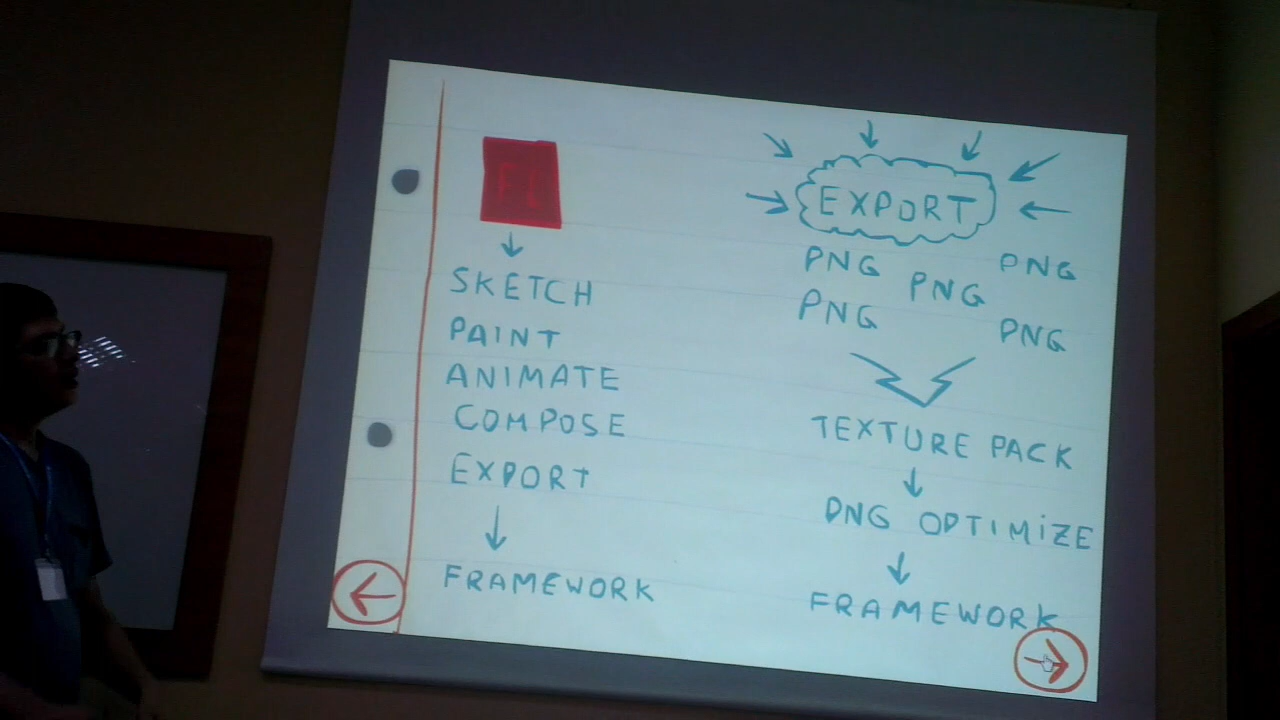 SKETCH
PAINT
ANIMATE
COMPOSE
EXPORT
FRAMEWORK
EXPORT
PNG
PNG
PNG
PNG
PNG
TEXTURE PACK
PNG OPTIMIZE
FRAMEWORK